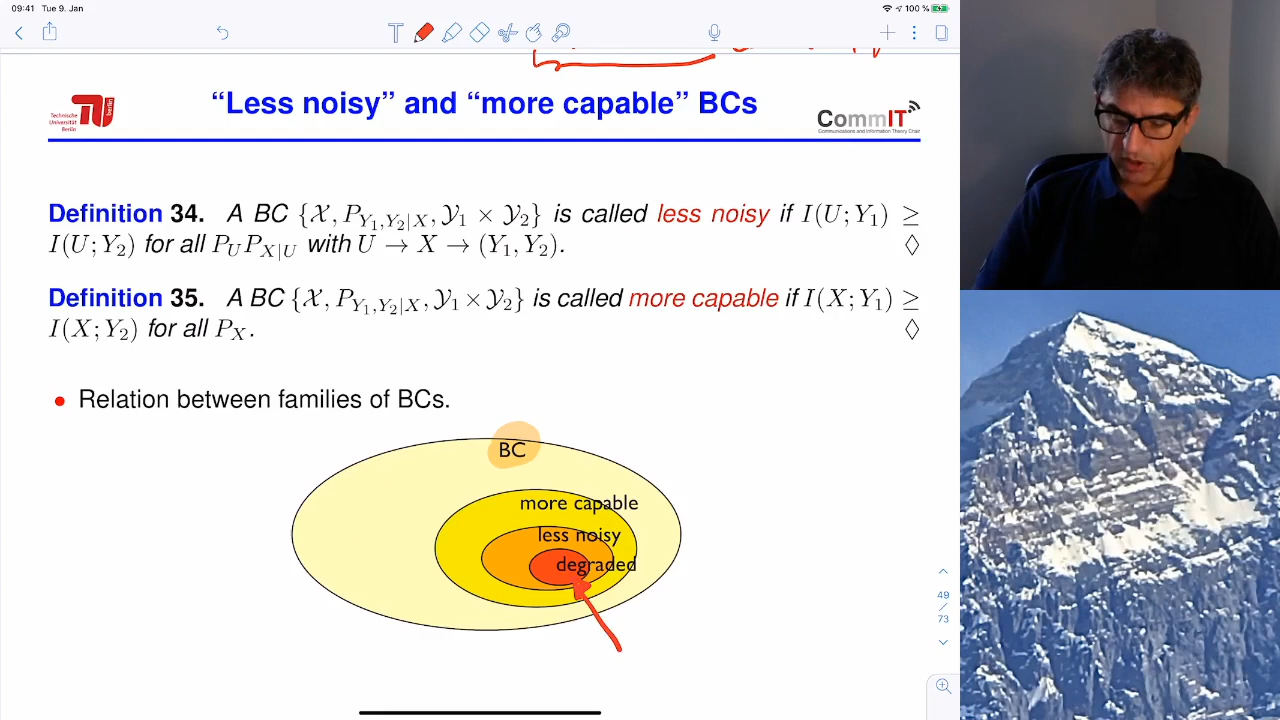 09:41 Tue 9. Jan
100 %
T
Technische
Universität
Berlin
berlin
“Less noisy” and “more capable” BCs
CommIT
Communications and Information Theory Chair
Definition 34. A BC {𝒳, P_{Y₁,Y₂|X}, 𝒴₁ × 𝒴₂} is called less noisy if I(U; Y₁) ≥
I(U; Y₂) for all P_U P_{X|U} with U → X → (Y₁, Y₂). ◊
Definition 35. A BC {𝒳, P_{Y₁,Y₂|X}, 𝒴₁ × 𝒴₂} is called more capable if I(X; Y₁) ≥
I(X; Y₂) for all P_X. ◊
• Relation between families of BCs.
BC
more capable
less noisy
degraded
49
/
73